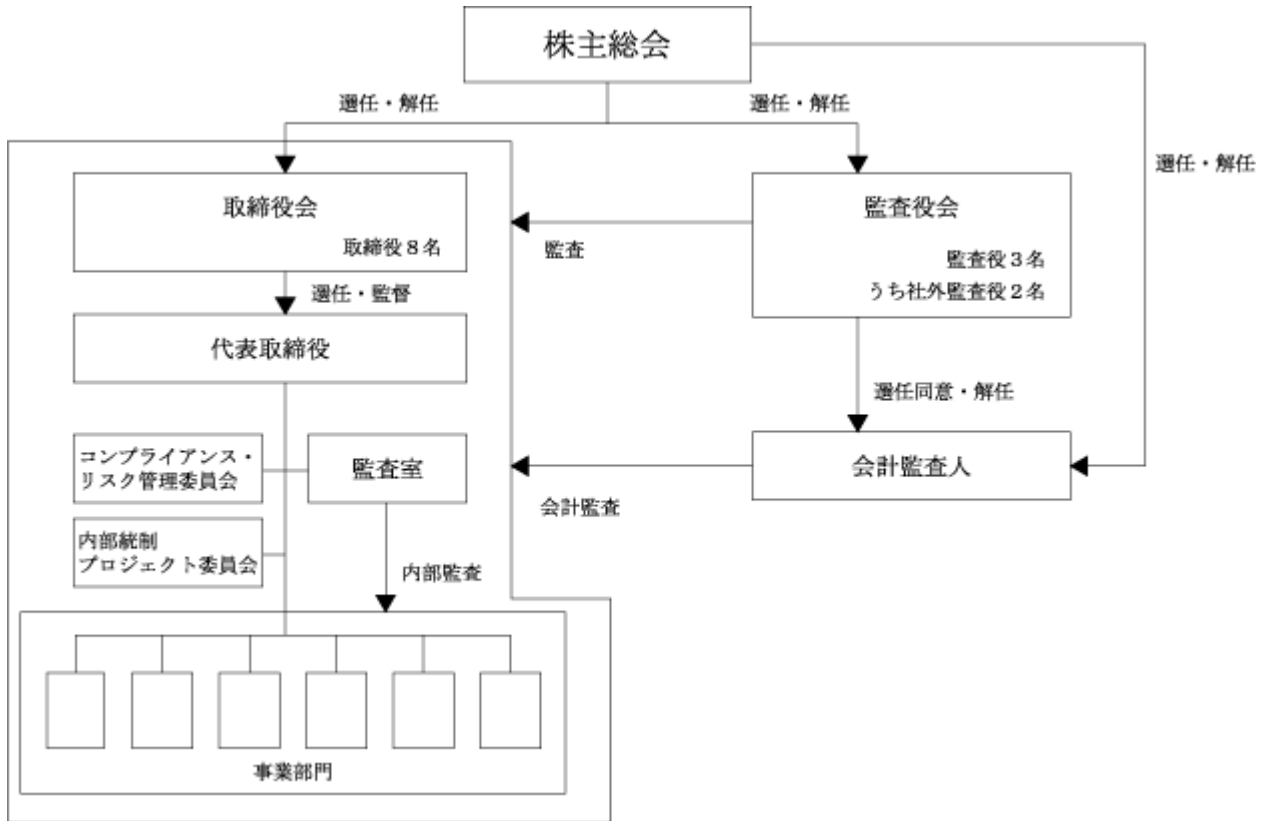 株主総会
選任・解任
選任・解任
選任・解任
取締役会
取締役8名
監査役会
監査役3名
うち社外監査役2名
監査
選任・監督
代表取締役
選任同意・解任
コンプライアンス・
リスク管理委員会
監査室
会計監査人
会計監査
内部統制
プロジェクト委員会
内部監査
事業部門